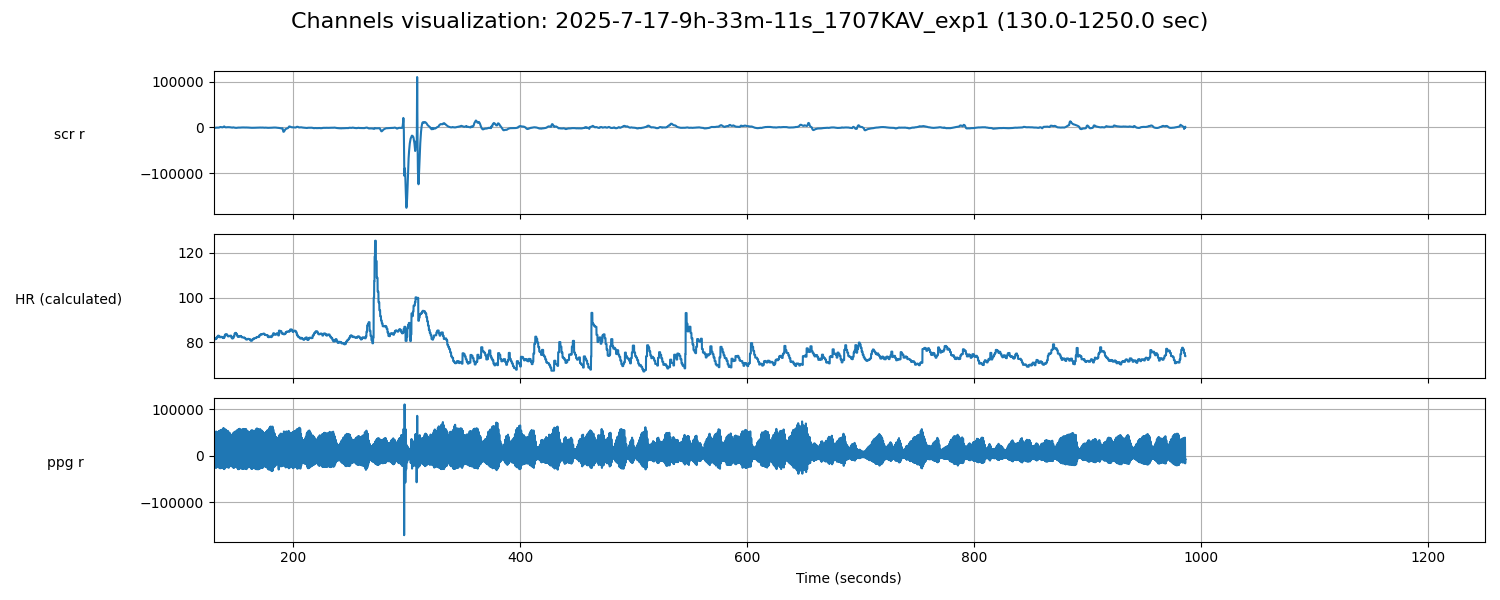 Channels visualization: 2025-7-17-9h-33m-11s_1707KAV_exp1 (130.0-1250.0 sec)
100000
scr r
0
−100000
120
HR (calculated)
100
80
100000
ppg r
0
−100000
200 400 600 800 1000 1200
Time (seconds)